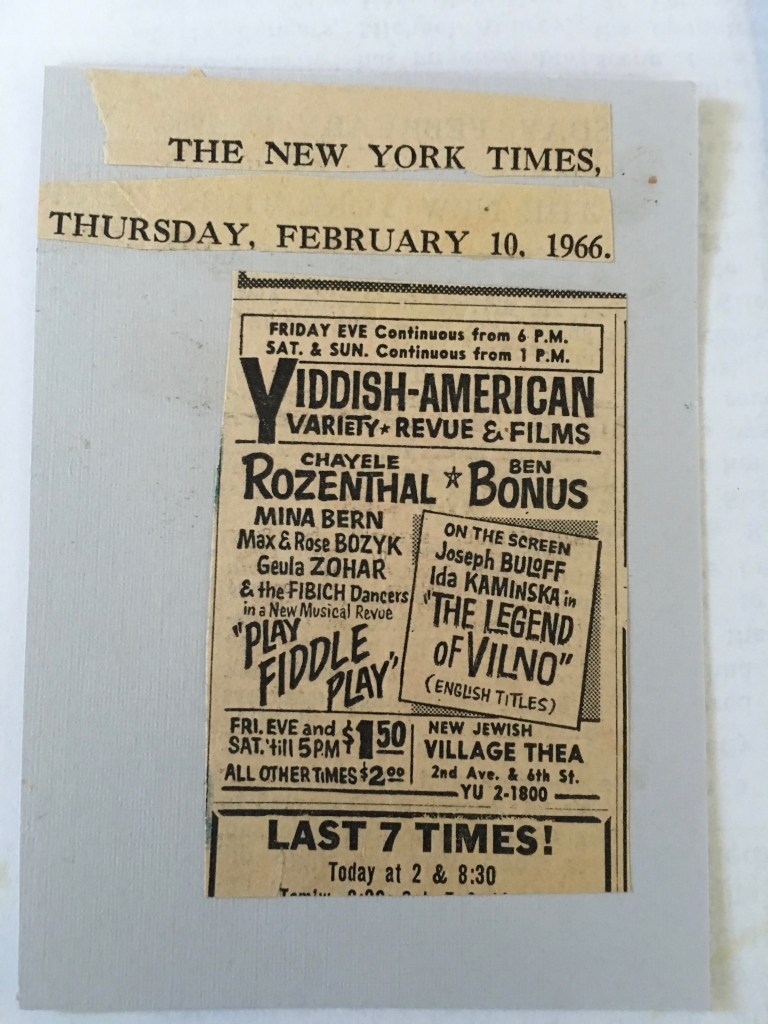 THE NEW YORK TIMES,
THURSDAY, FEBRUARY 10, 1966.
FRIDAY EVE Continuous from 6 P.M.
SAT. & SUN. Continuous from 1 P.M.
YIDDISH-AMERICAN
VARIETY★REVUE & FILMS
CHAYELE ROZENTHAL ☆ BEN BONUS
MINA BERN
Max & Rose BOZYK
Geula ZOHAR
& the FIBICH Dancers
in a New Musical Revue
"PLAY
FIDDLE
PLAY"
ON THE SCREEN
Joseph BULOFF
Ida KAMINSKA in
"THE LEGEND
OF VILNO"
(ENGLISH TITLES)
FRI. EVE and
SAT. 'till 5 PM $1.50
ALL OTHER TIMES $2.00
NEW JEWISH
VILLAGE THEA
2nd Ave. & 6th St.
YU 2-1800
LAST 7 TIMES!
Today at 2 & 8:30